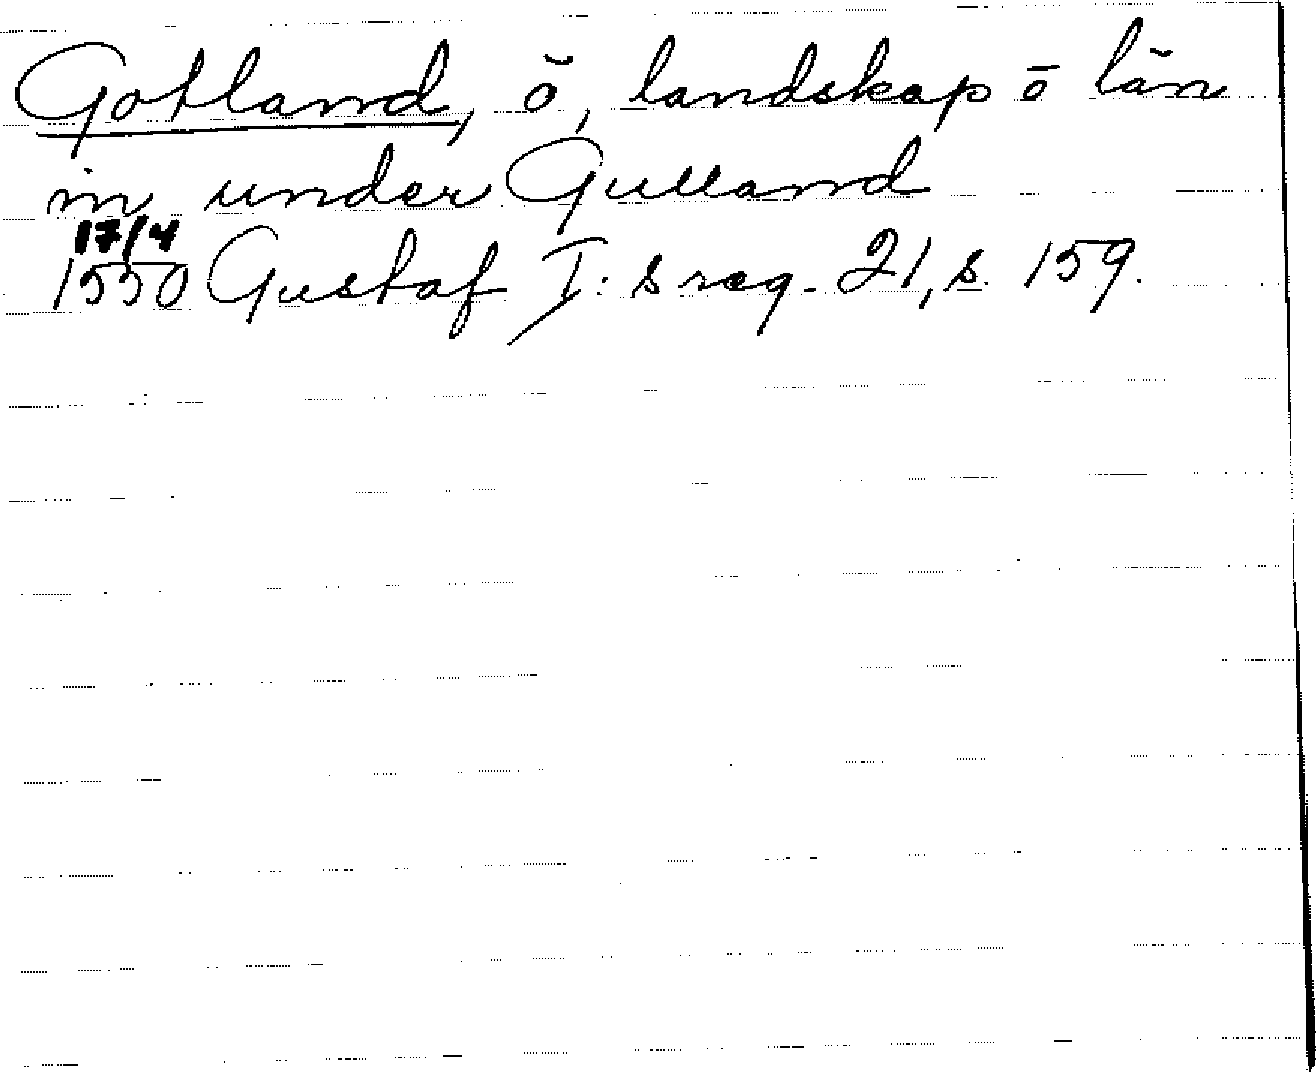 Gotland, ö, landskap o län
in under Gulland
17/4
1550 Gustaf I:s reg. 21, s. 159.